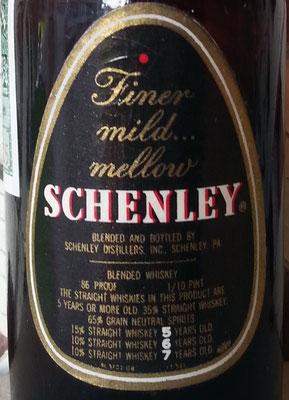 Finer
mild...
mellow
SCHENLEY®
BLENDED AND BOTTLED BY
SCHENLEY DISTILLERS, INC., SCHENLEY, PA.
BLENDED WHISKEY
86 PROOF 1/10 PINT
THE STRAIGHT WHISKIES IN THIS PRODUCT ARE
5 YEARS OR MORE OLD. 35% STRAIGHT WHISKEY.
65% GRAIN NEUTRAL SPIRITS
15% STRAIGHT WHISKEY 5 YEARS OLD.
10% STRAIGHT WHISKEY 6 YEARS OLD.
10% STRAIGHT WHISKEY 7 YEARS OLD.